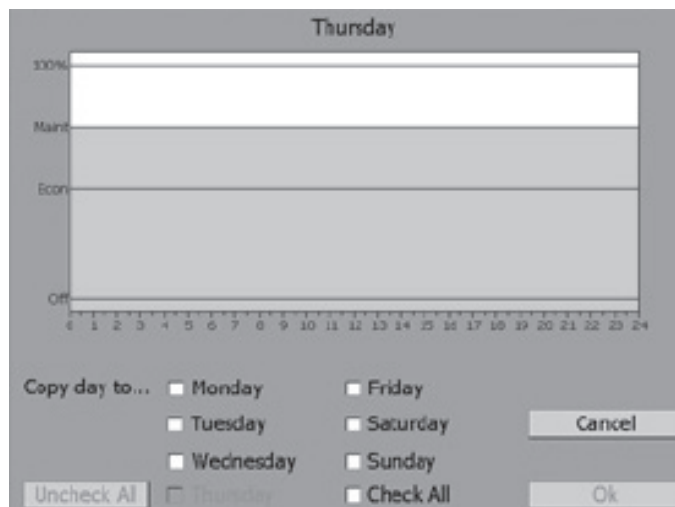 Thursday
100%
Maint
Econ
Off
0 1 2 3 4 5 6 7 8 9 10 11 12 13 14 15 16 17 18 19 20 21 22 23 24
Copy day to... Monday Friday
Tuesday Saturday Cancel
Wednesday Sunday
Uncheck All Thursday Check All Ok